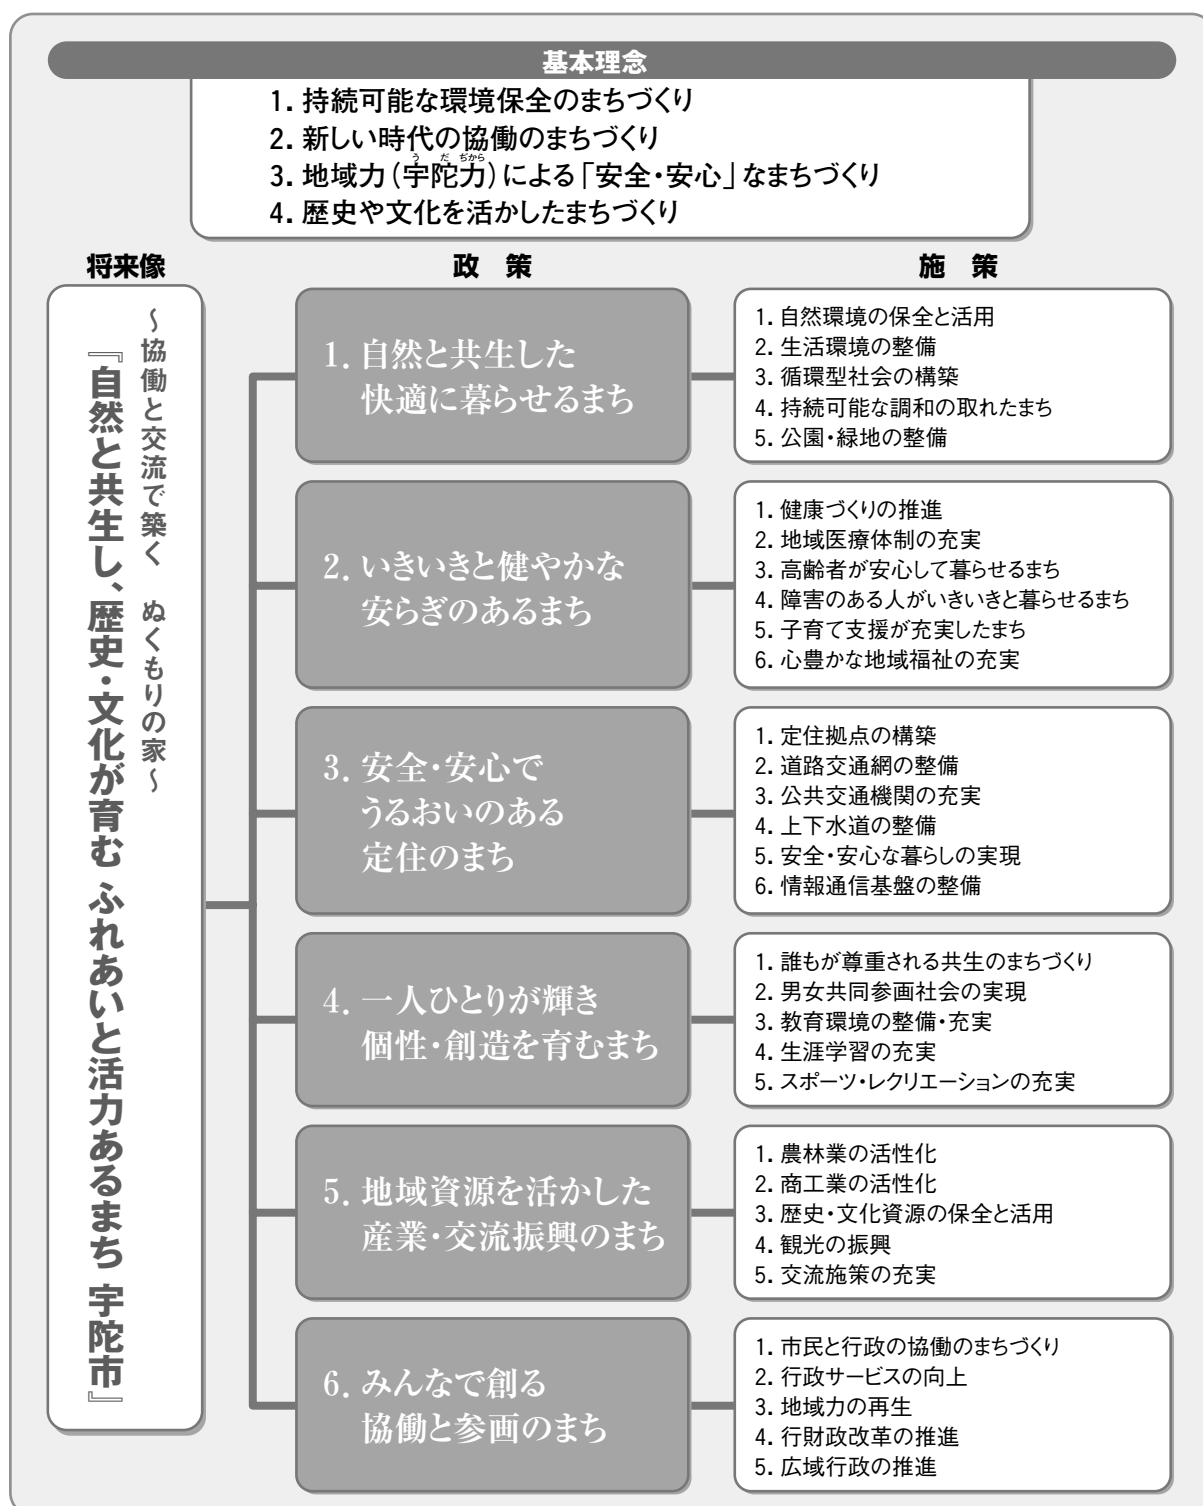 基本理念
1. 持続可能な環境保全のまちづくり
2. 新しい時代の協働のまちづくり
うだぢから
3. 地域力(宇陀力)による「安全・安心」なまちづくり
4. 歴史や文化を活かしたまちづくり
将来像
政 策
施 策
～協働と交流で築く ぬくもりの家～
『自然と共生し、歴史・文化が育む ふれあいと活力あるまち 宇陀市』
1. 自然と共生した
快適に暮らせるまち
1. 自然環境の保全と活用
2. 生活環境の整備
3. 循環型社会の構築
4. 持続可能な調和の取れたまち
5. 公園・緑地の整備
2. いきいきと健やかな
安らぎのあるまち
1. 健康づくりの推進
2. 地域医療体制の充実
3. 高齢者が安心して暮らせるまち
4. 障害のある人がいきいきと暮らせるまち
5. 子育て支援が充実したまち
6. 心豊かな地域福祉の充実
3. 安全・安心で
うるおいのある
定住のまち
1. 定住拠点の構築
2. 道路交通網の整備
3. 公共交通機関の充実
4. 上下水道の整備
5. 安全・安心な暮らしの実現
6. 情報通信基盤の整備
4. 一人ひとりが輝き
個性・創造を育むまち
1. 誰もが尊重される共生のまちづくり
2. 男女共同参画社会の実現
3. 教育環境の整備・充実
4. 生涯学習の充実
5. スポーツ・レクリエーションの充実
5. 地域資源を活かした
産業・交流振興のまち
1. 農林業の活性化
2. 商工業の活性化
3. 歴史・文化資源の保全と活用
4. 観光の振興
5. 交流施策の充実
6. みんなで創る
協働と参画のまち
1. 市民と行政の協働のまちづくり
2. 行政サービスの向上
3. 地域力の再生
4. 行財政改革の推進
5. 広域行政の推進